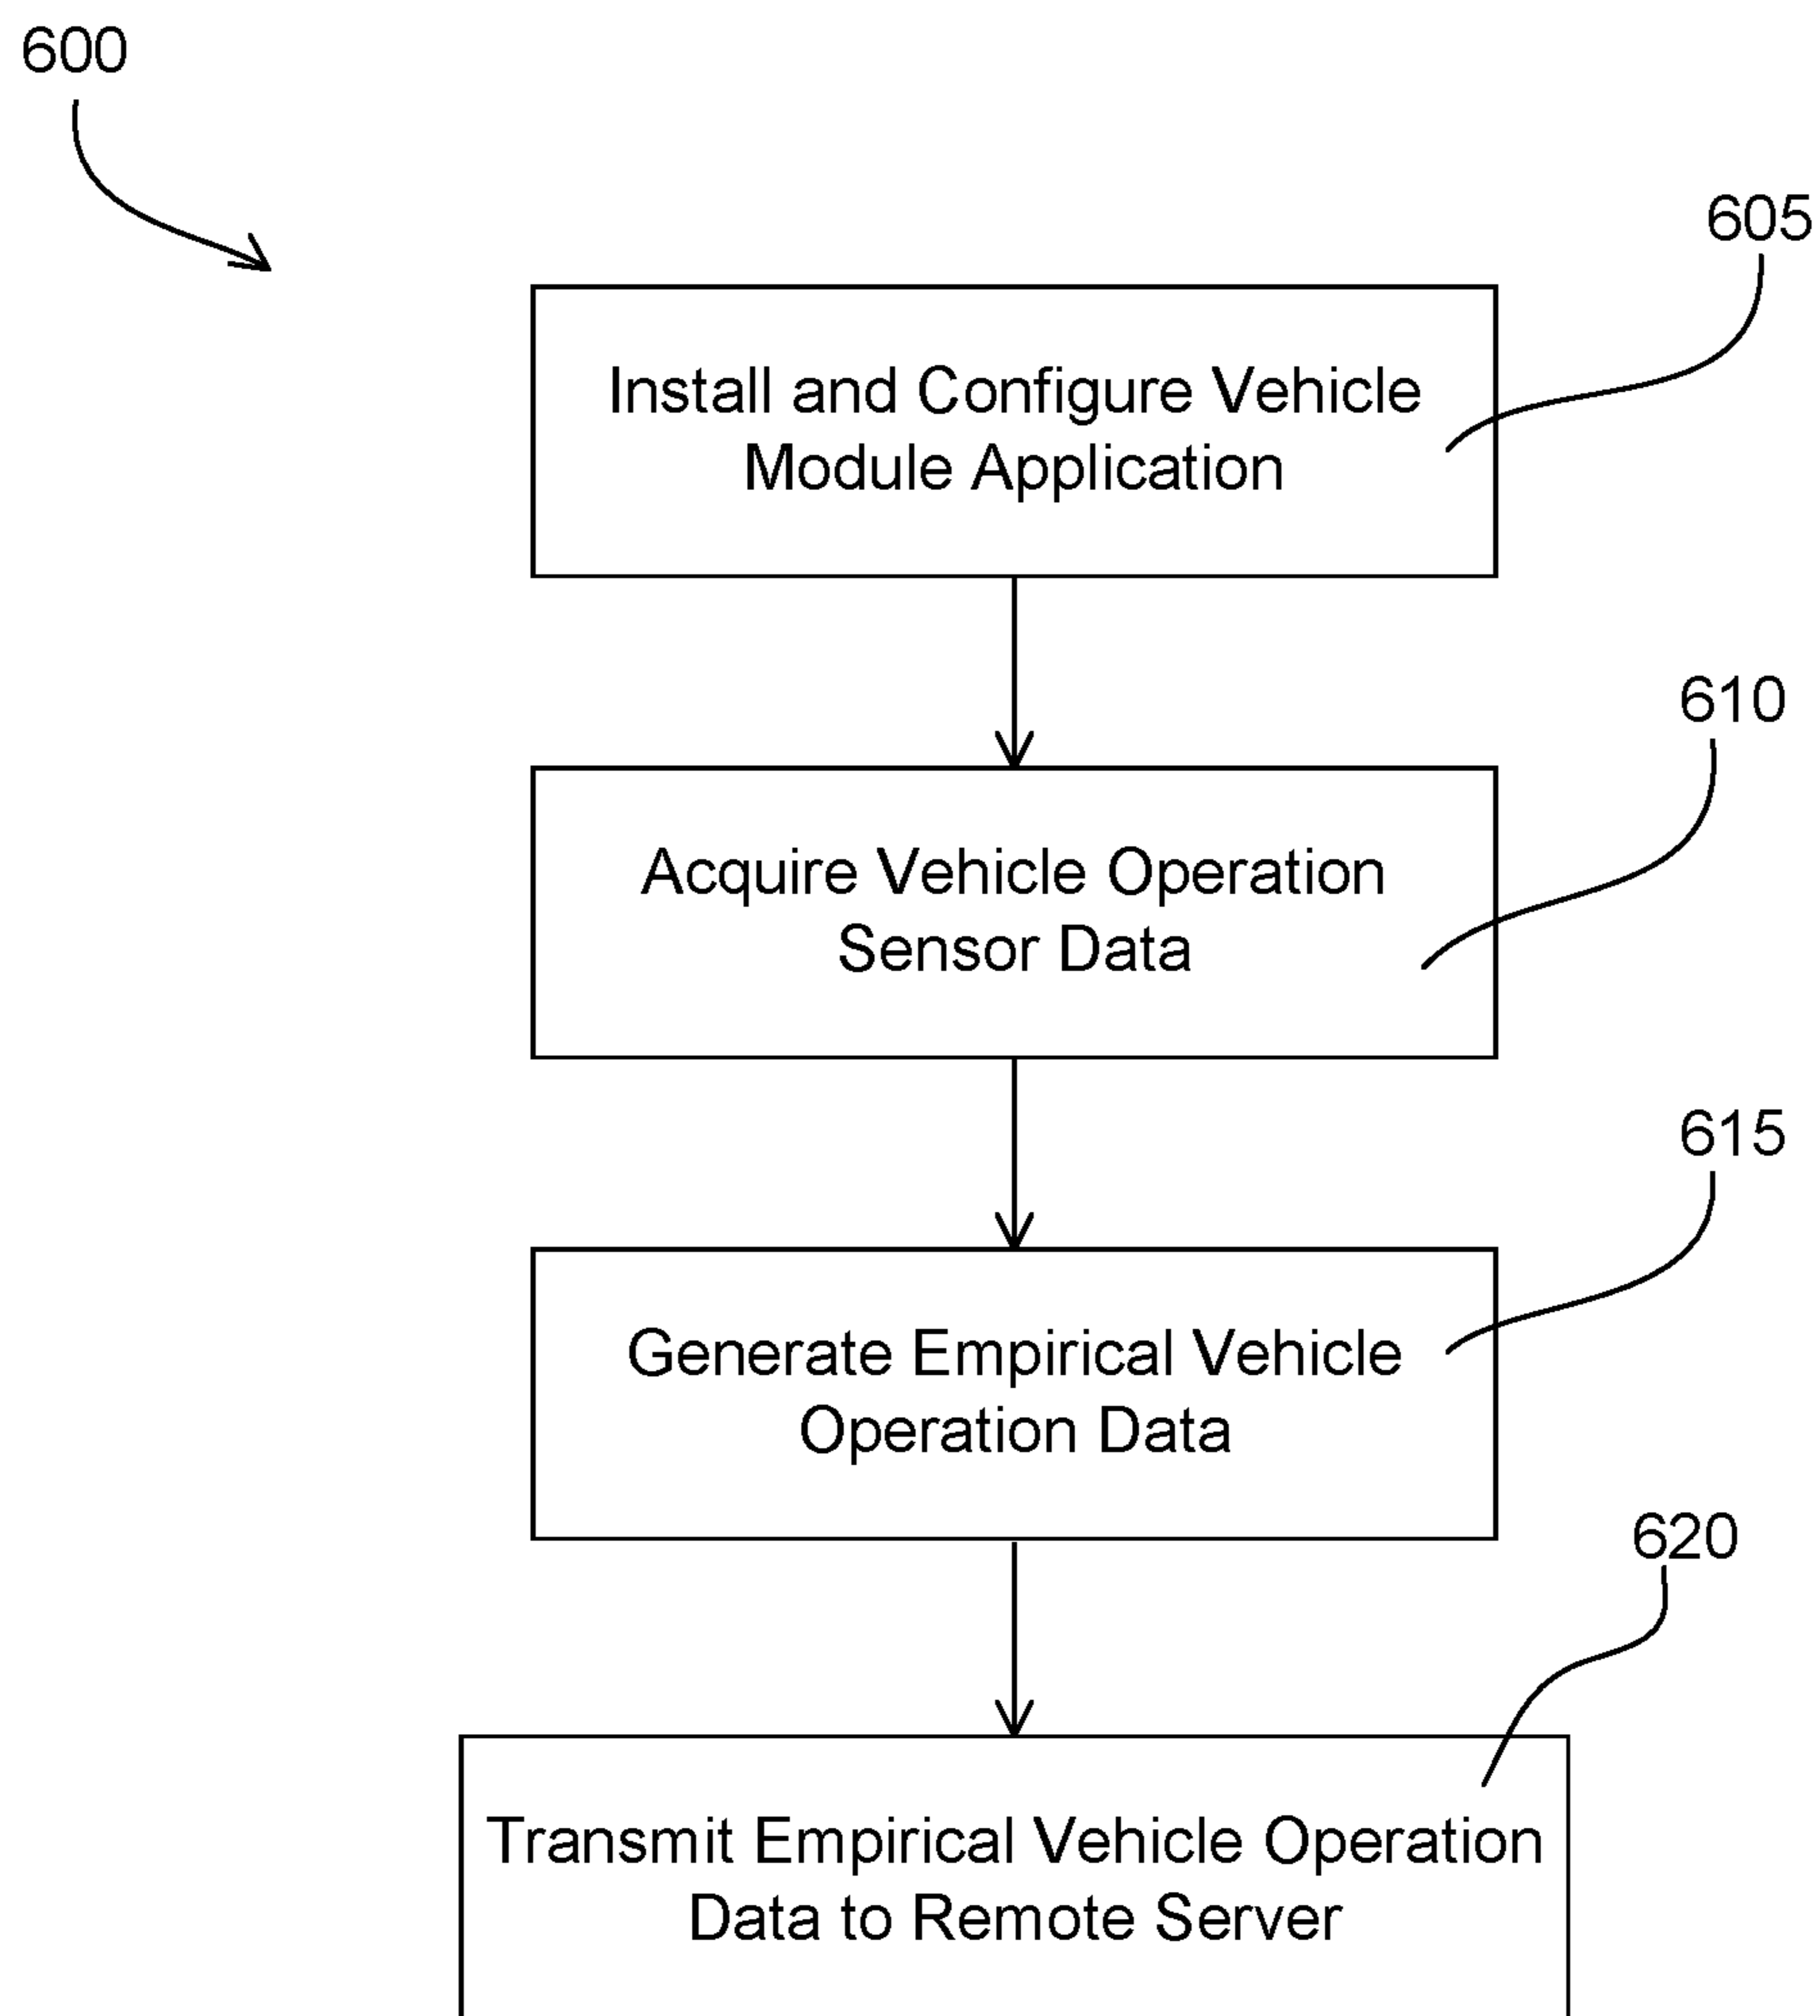 600
605
Install and Configure Vehicle
Module Application
610
Acquire Vehicle Operation
Sensor Data
615
Generate Empirical Vehicle
Operation Data
620
Transmit Empirical Vehicle Operation
Data to Remote Server